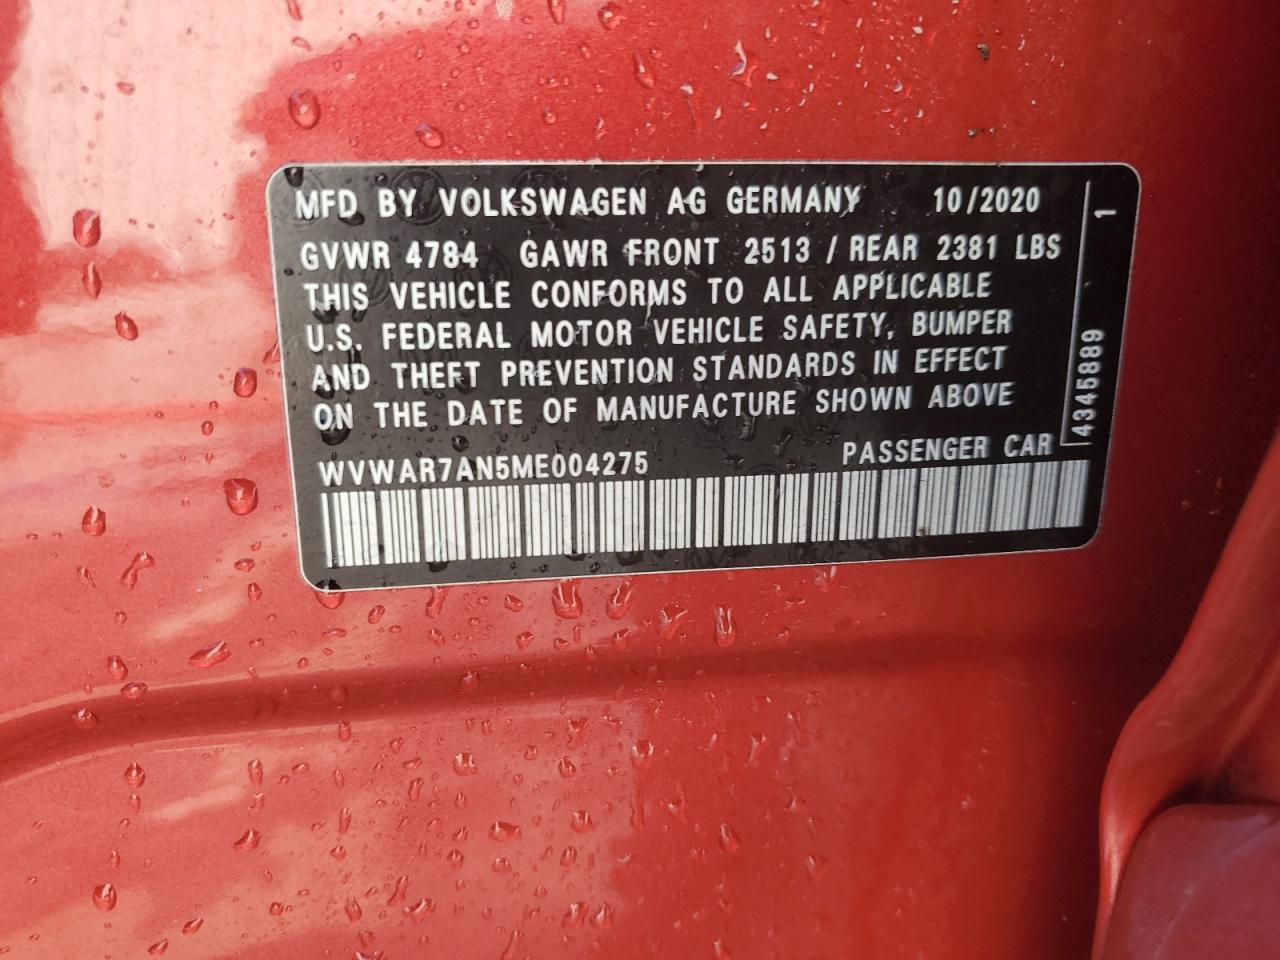 MFD BY VOLKSWAGEN AG GERMANY 10/2020
GVWR 4784 GAWR FRONT 2513 / REAR 2381 LBS
THIS VEHICLE CONFORMS TO ALL APPLICABLE
U.S. FEDERAL MOTOR VEHICLE SAFETY, BUMPER
AND THEFT PREVENTION STANDARDS IN EFFECT
ON THE DATE OF MANUFACTURE SHOWN ABOVE
WVWAR7AN5ME004275 PASSENGER CAR
4345889 1